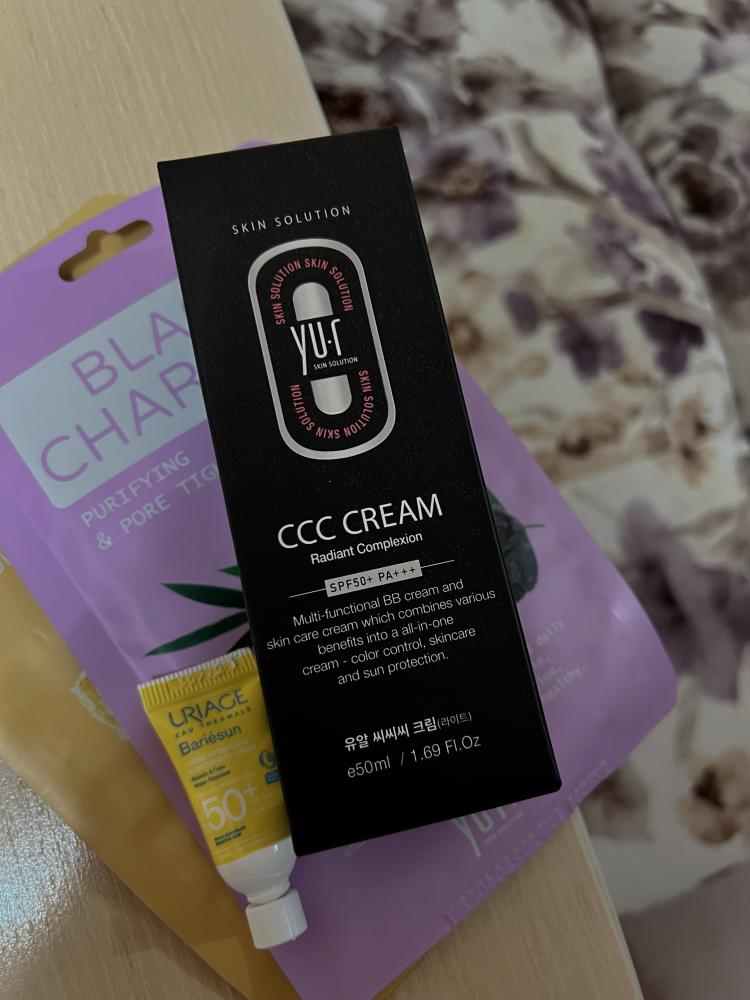 SKIN SOLUTION
SKIN SOLUTION SKIN SOLUTION
yu.r
SKIN SOLUTION
SKIN SOLUTION SKIN SOLUTION
CCC CREAM
Radiant Complexion
SPF50+ PA+++
Multi-functional BB cream and
skin care cream which combines various
benefits into a all-in-one
cream - color control, skincare
and sun protection.
유알 씨씨씨 크림(라이트)
e50ml / 1.69 Fl.Oz
BLA
CHAR
PURIFYING
& PORE TIG
daily
healthy.
yu.r
URIAGE
EAU THERMALE
Bariésun
50+